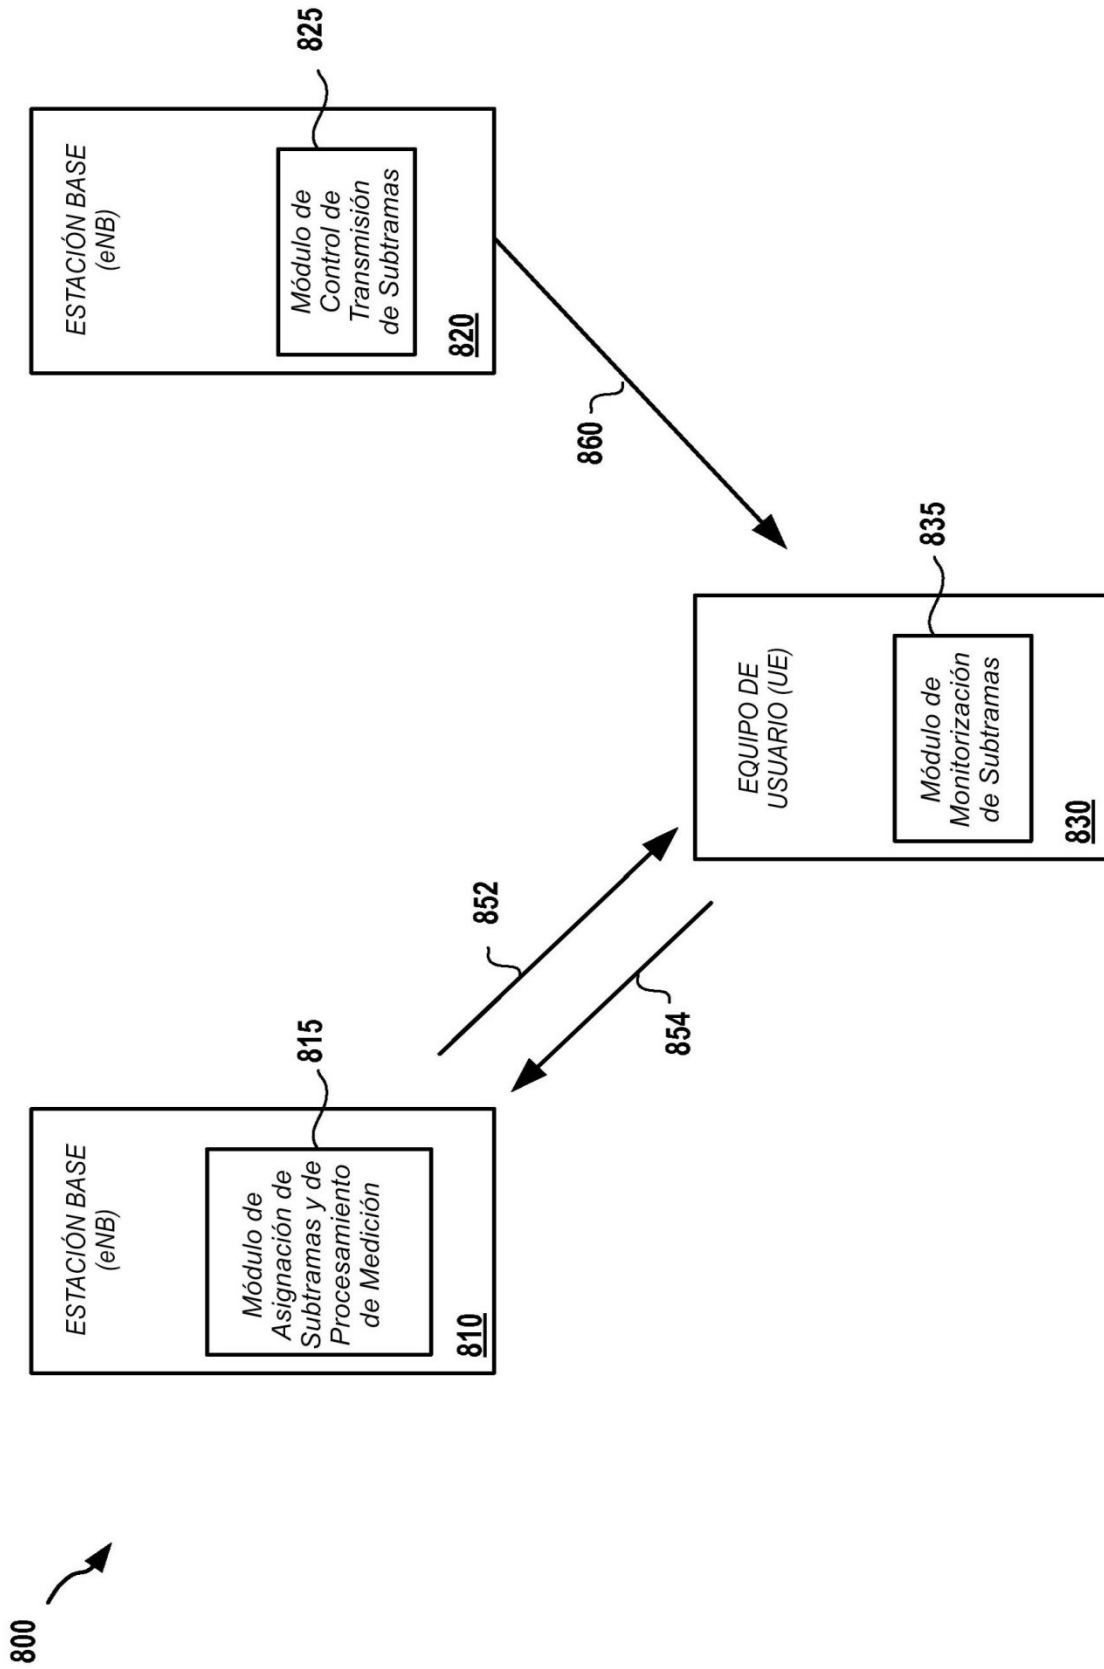 800
ESTACIÓN BASE
(eNB)
Módulo de
Asignación de
Subtramas y de
Procesamiento
de Medición
810
815
852
854
ESTACIÓN BASE
(eNB)
Módulo de
Control de
Transmisión
de Subtramas
820
825
860
EQUIPO DE
USUARIO (UE)
Módulo de
Monitorización
de Subtramas
830
835